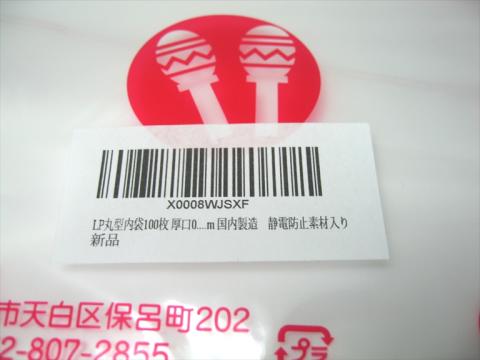 X0008WJSXF
LP丸型内袋100枚 厚口0....m 国内製造　静電防止素材入り
新品
市天白区保呂町202
2-807-2855
プラ